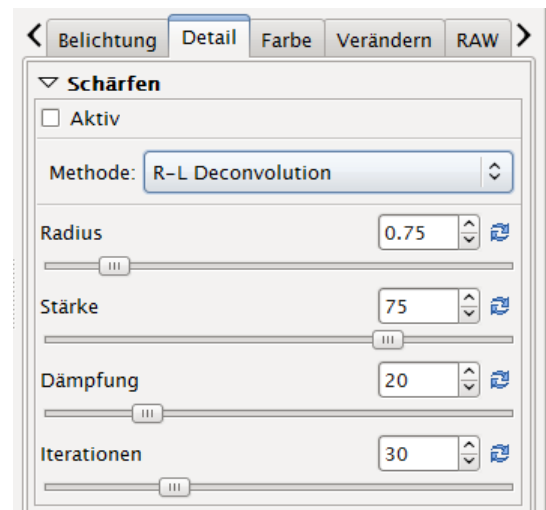 Belichtung Detail Farbe Verändern RAW
Schärfen
Aktiv
Methode: R-L Deconvolution
Radius 0.75
Stärke 75
Dämpfung 20
Iterationen 30